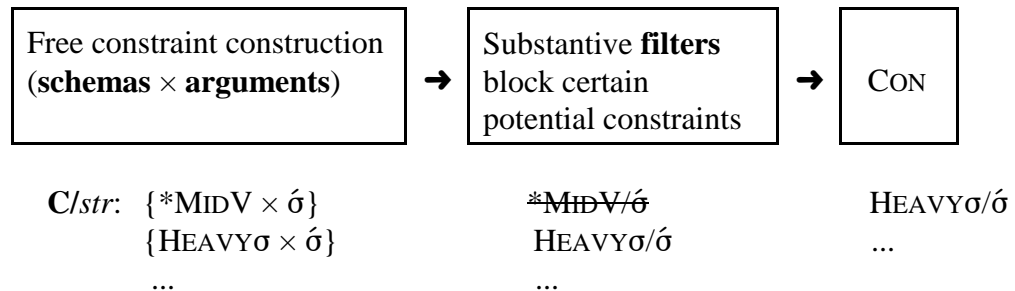 Free constraint construction
(schemas × arguments)
➜
Substantive filters
block certain
potential constraints
➜
CON
C/str: {*MIDV × σ́} *MIDV/σ́ HEAVYσ/σ́
{HEAVYσ × σ́} HEAVYσ/σ́ ...
... ...